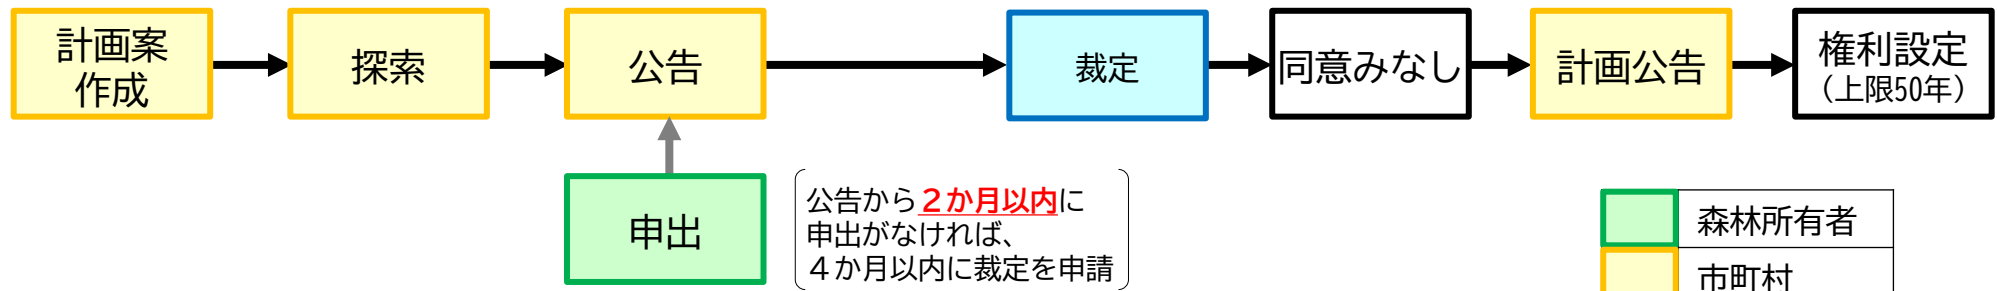 計画案
作成
探索
公告
裁定
同意みなし
計画公告
権利設定
（上限50年）
申出
公告から２か月以内に
申出がなければ、
４か月以内に裁定を申請
森林所有者
市町村